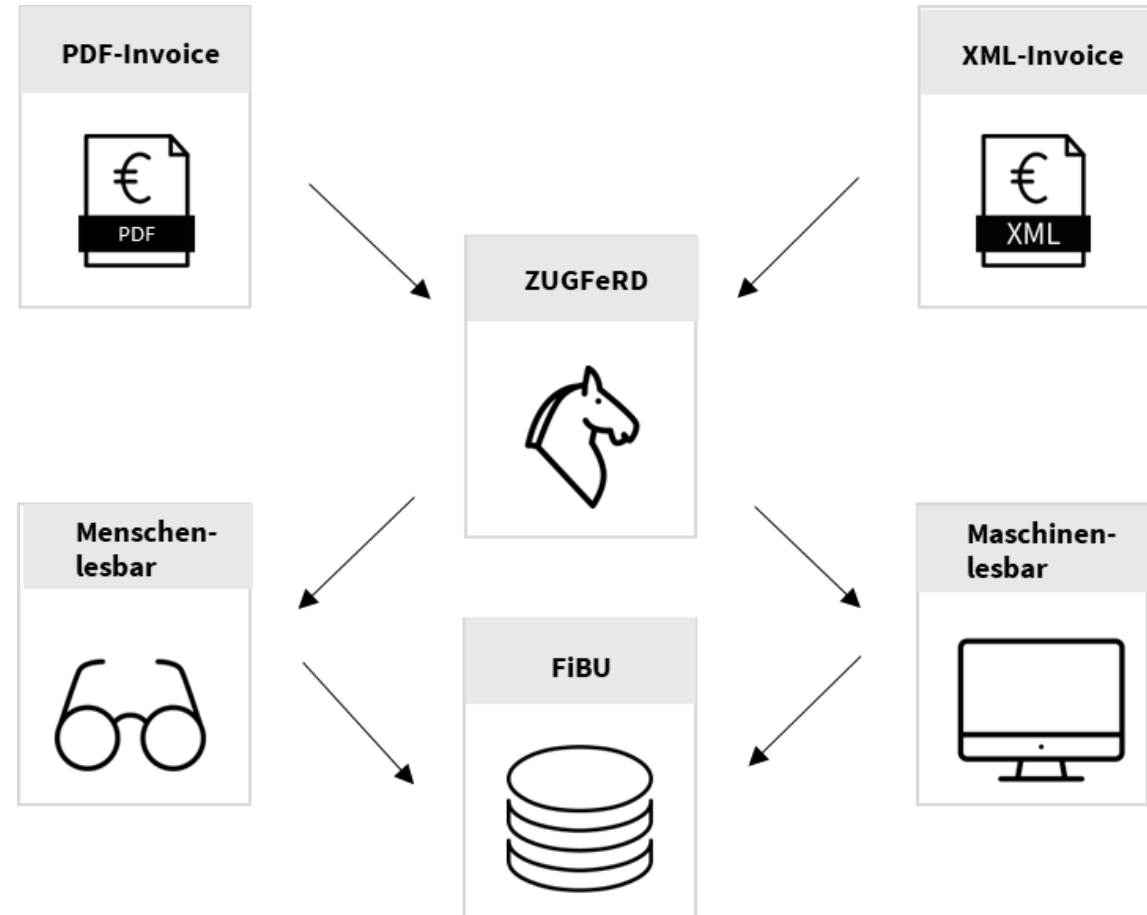 PDF-Invoice
XML-Invoice
€
PDF
€
XML
ZUGFeRD
Menschen-
lesbar
Maschinen-
lesbar
FiBU